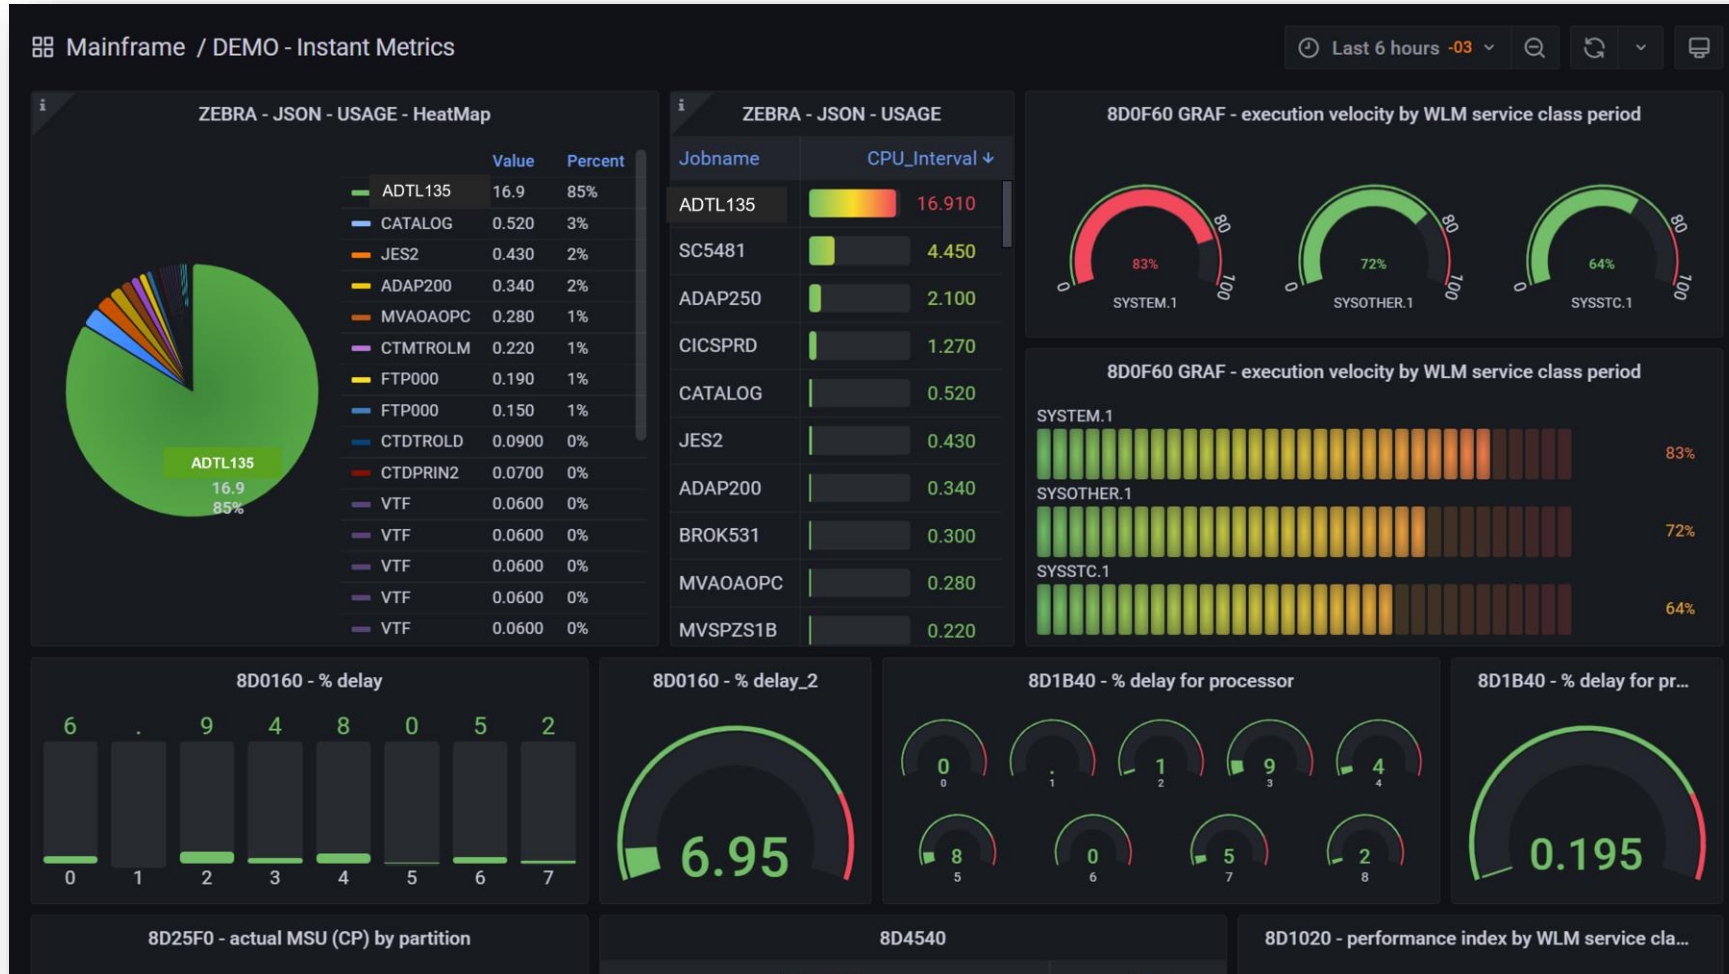 Mainframe / DEMO - Instant Metrics
Last 6 hours -03
i
ZEBRA - JSON - USAGE - HeatMap
Value Percent
ADTL135 16.9 85%
CATALOG 0.520 3%
JES2 0.430 2%
ADAP200 0.340 2%
MVAOAOPC 0.280 1%
CTMTROLM 0.220 1%
FTP000 0.190 1%
FTP000 0.150 1%
CTDTROLD 0.0900 0%
CTDPRIN2 0.0700 0%
VTF 0.0600 0%
VTF 0.0600 0%
VTF 0.0600 0%
VTF 0.0600 0%
VTF 0.0600 0%
ADTL135
16.9
85%
i
ZEBRA - JSON - USAGE
Jobname CPU_Interval
ADTL135 16.910
SC5481 4.450
ADAP250 2.100
CICSPRD 1.270
CATALOG 0.520
JES2 0.430
ADAP200 0.340
BROK531 0.300
MVAOAOPC 0.280
MVSPZS1B 0.220
8D0F60 GRAF - execution velocity by WLM service class period
0 80 100 83% SYSTEM.1
0 80 100 72% SYSOTHER.1
0 80 100 64% SYSSTC.1
8D0F60 GRAF - execution velocity by WLM service class period
SYSTEM.1
83%
SYSOTHER.1
72%
SYSSTC.1
64%
8D0160 - % delay
6 . 9 4 8 0 5 2
0 1 2 3 4 5 6 7
8D0160 - % delay_2
6.95
8D1B40 - % delay for processor
0 . 1 9 4
0 1 2 3 4
8 0 5 2
5 6 7 8
8D1B40 - % delay for pr...
0.195
8D25F0 - actual MSU (CP) by partition
8D4540
8D1020 - performance index by WLM service cla...